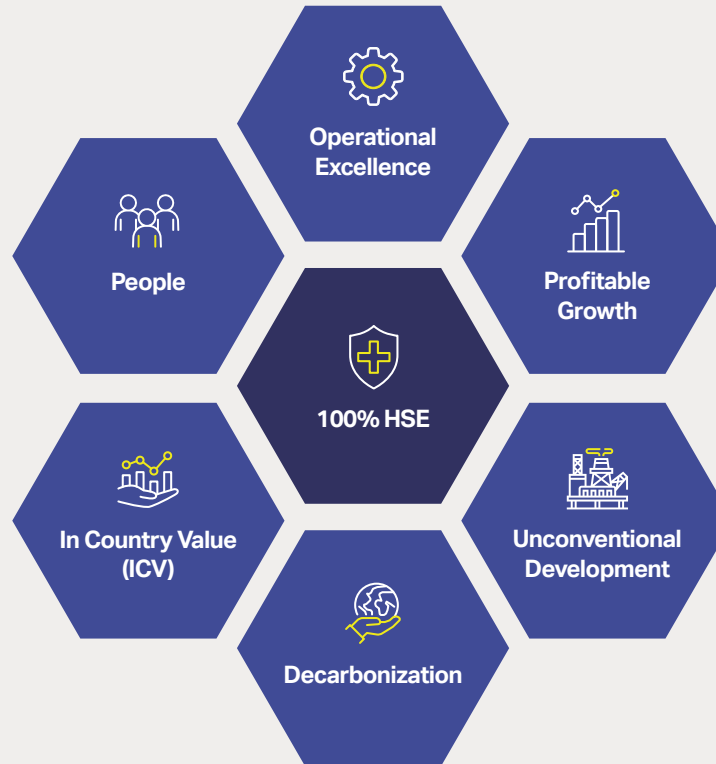 Operational
Excellence
People
Profitable
Growth
100% HSE
In Country Value
(ICV)
Unconventional
Development
Decarbonization